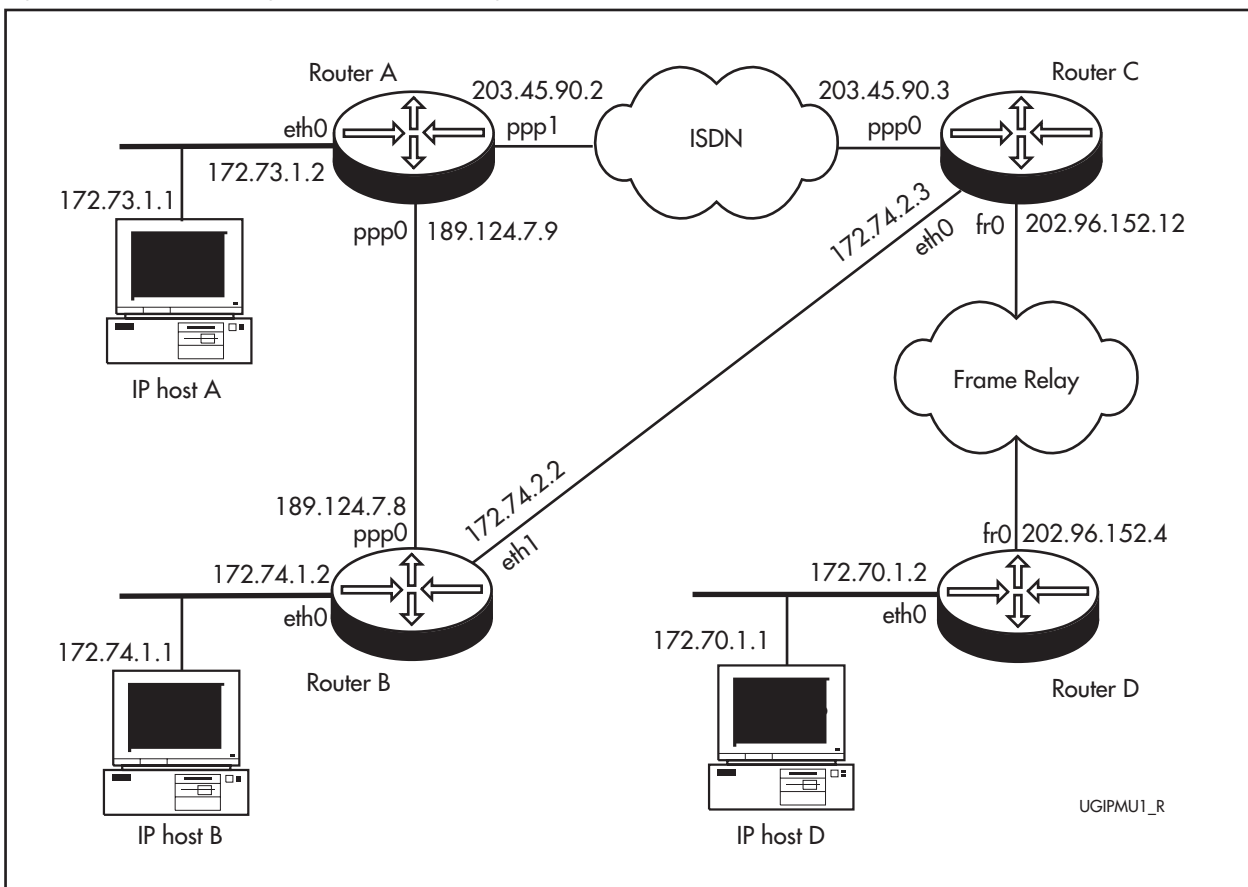 Router A
203.45.90.2
203.45.90.3
Router C
eth0
ppp1
ISDN
ppp0
172.73.1.2
172.73.1.1
ppp0
189.124.7.9
172.74.2.3
eth0
fr0
202.96.152.12
IP host A
Frame Relay
189.124.7.8
ppp0
172.74.2.2
eth1
fr0
202.96.152.4
172.74.1.2
eth0
172.70.1.2
eth0
172.74.1.1
172.70.1.1
Router B
Router D
UGIPMU1_R
IP host B
IP host D